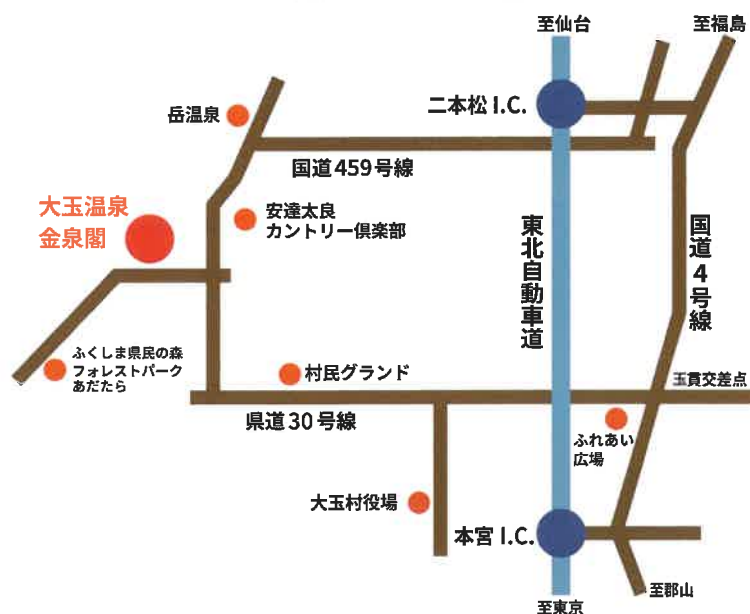 至仙台
至福島
二本松 I.C.
岳温泉
国道459号線
大玉温泉
金泉閣
安達太良
カントリー倶楽部
東北自動車道
国道4号線
ふくしま県民の森
フォレストパーク
あだたら
村民グランド
玉貫交差点
県道30号線
ふれあい
広場
大玉村役場
本宮 I.C.
至郡山
至東京